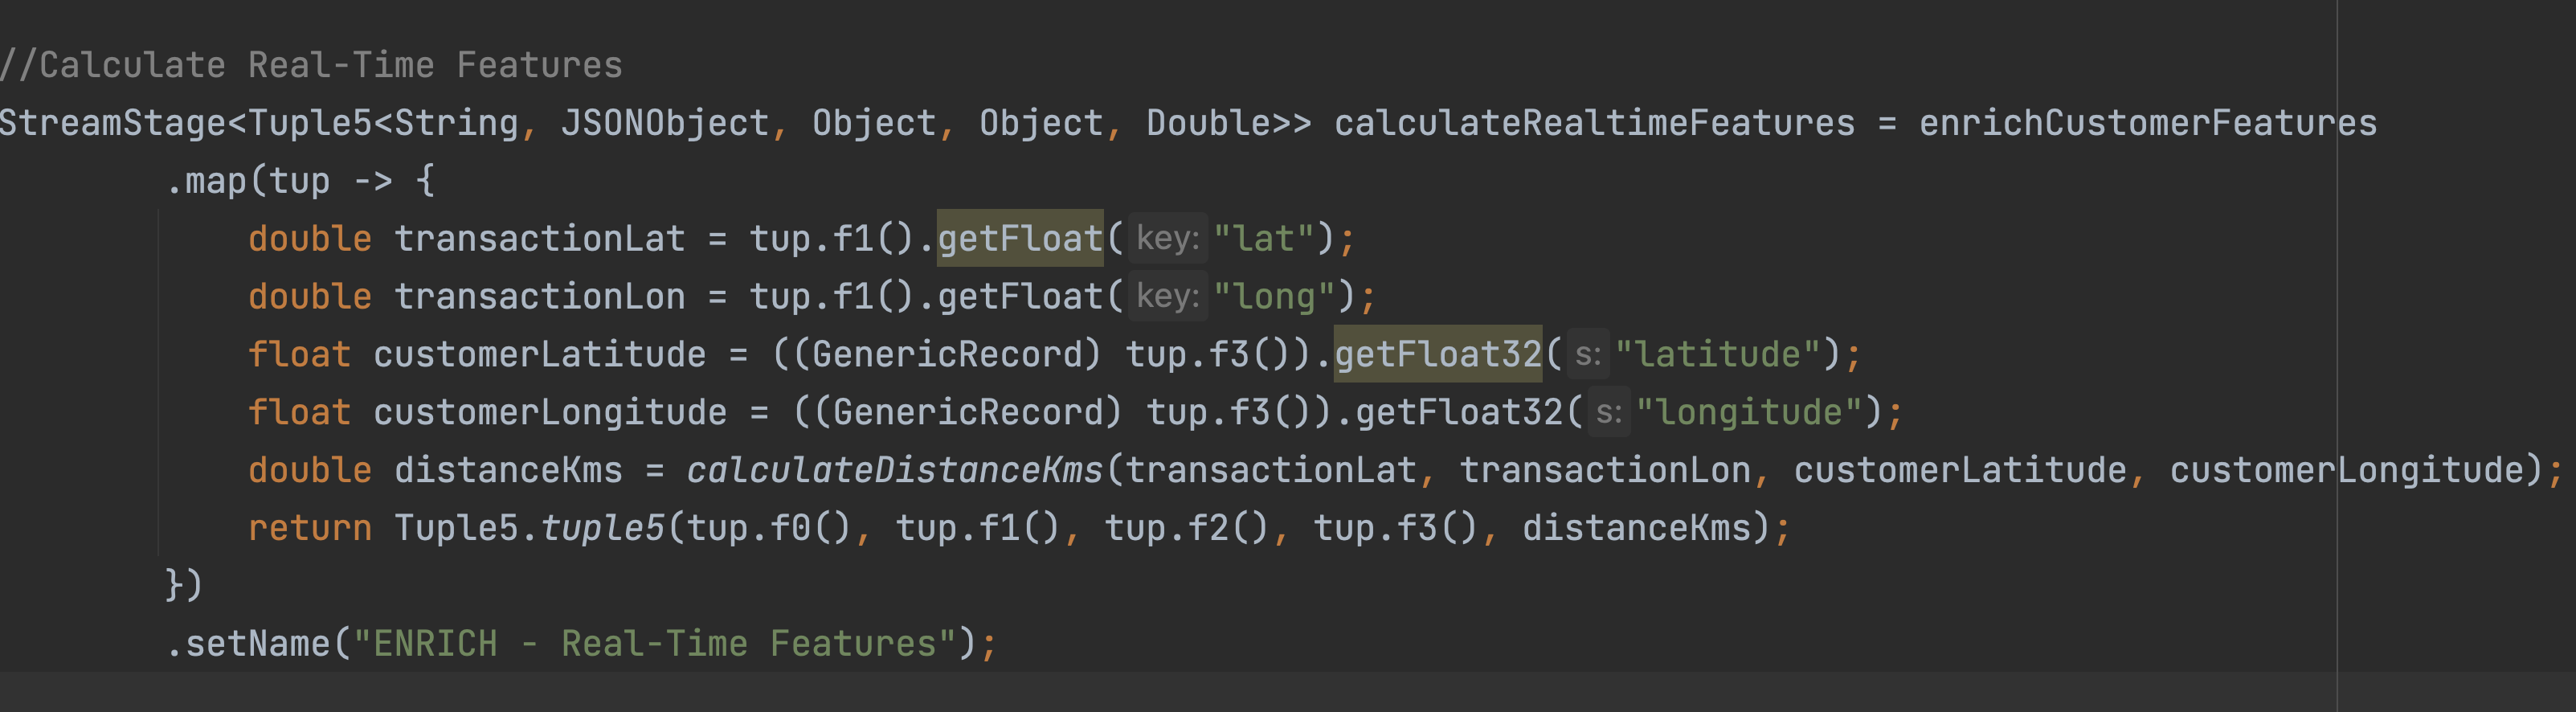 //Calculate Real-Time Features
StreamStage<Tuple5<String, JSONObject, Object, Object, Double>> calculateRealtimeFeatures = enrichCustomerFeatures
.map(tup -> {
double transactionLat = tup.f1().getFloat( key: "lat");
double transactionLon = tup.f1().getFloat( key: "long");
float customerLatitude = ((GenericRecord) tup.f3()).getFloat32( s: "latitude");
float customerLongitude = ((GenericRecord) tup.f3()).getFloat32( s: "longitude");
double distanceKms = calculateDistanceKms(transactionLat, transactionLon, customerLatitude, customerLongitude);
return Tuple5.tuple5(tup.f0(), tup.f1(), tup.f2(), tup.f3(), distanceKms);
})
.setName("ENRICH - Real-Time Features");